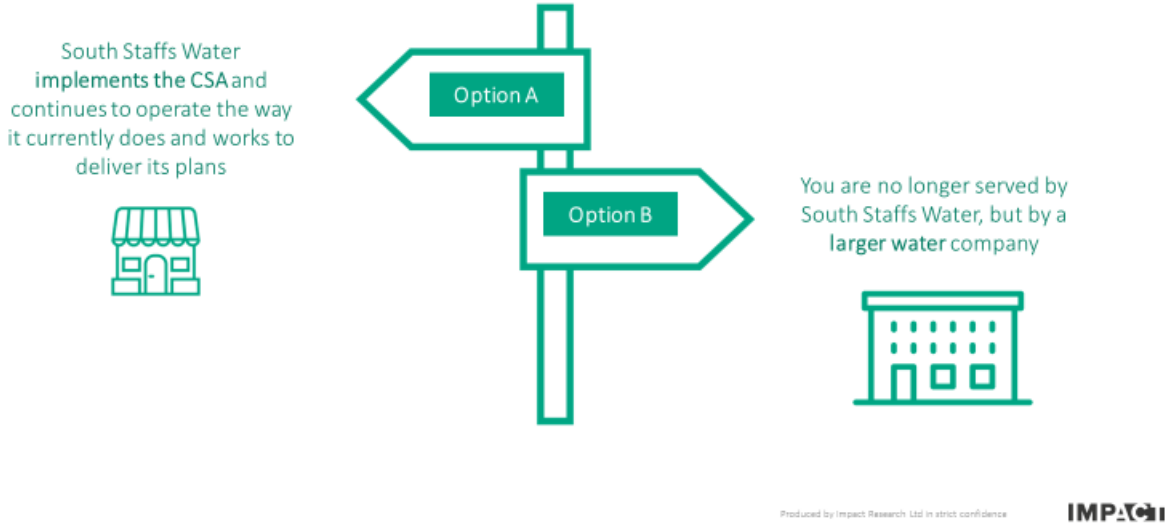 South Staffs Water
implements the CSA and
continues to operate the way
it currently does and works to
deliver its plans
Option A
Option B
You are no longer served by
South Staffs Water, but by a
larger water company
Produced by Impact Research Ltd in strict confidence
IMPACT